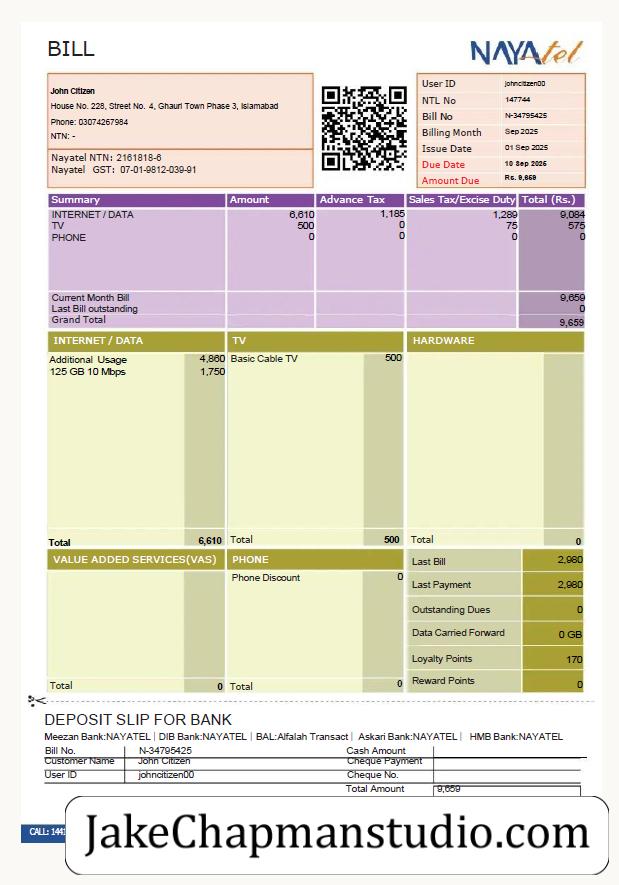 BILL
NAYAtel
John Citizen
House No. 228, Street No. 4, Ghauri Town Phase 3, Islamabad
Phone: 03074267984
NTN: -
Nayatel NTN: 2161818-6
Nayatel GST: 07-01-9812-039-91
User ID johncitizen00
NTL No 147744
Bill No N-34795425
Billing Month Sep 2025
Issue Date 01 Sep 2025
Due Date 10 Sep 2025
Amount Due Rs. 9,659
Summary Amount Advance Tax Sales Tax/Excise Duty Total (Rs.)
INTERNET / DATA 6,610 1,185 1,289 9,084
TV 500 0 75 575
PHONE 0 0 0 0
Current Month Bill 9,659
Last Bill outstanding 0
Grand Total 9,659
INTERNET / DATA TV HARDWARE
Additional Usage 4,860 Basic Cable TV 500
125 GB 10 Mbps 1,750
Total 6,610 Total 500 Total 0
VALUE ADDED SERVICES(VAS) PHONE
Phone Discount 0
Total 0 Total 0
Last Bill 2,980
Last Payment 2,980
Outstanding Dues 0
Data Carried Forward 0 GB
Loyalty Points 170
Reward Points 0
DEPOSIT SLIP FOR BANK
Meezan Bank:NAYATEL | DIB Bank:NAYATEL | BAL:Alfalah Transact | Askari Bank:NAYATEL | HMB Bank:NAYATEL
Bill No. N-34795425 Cash Amount
Customer Name John Citizen Cheque Payment
User ID johncitizen00 Cheque No.
Total Amount 9,659
CALL: 1441
JakeChapmanstudio.com